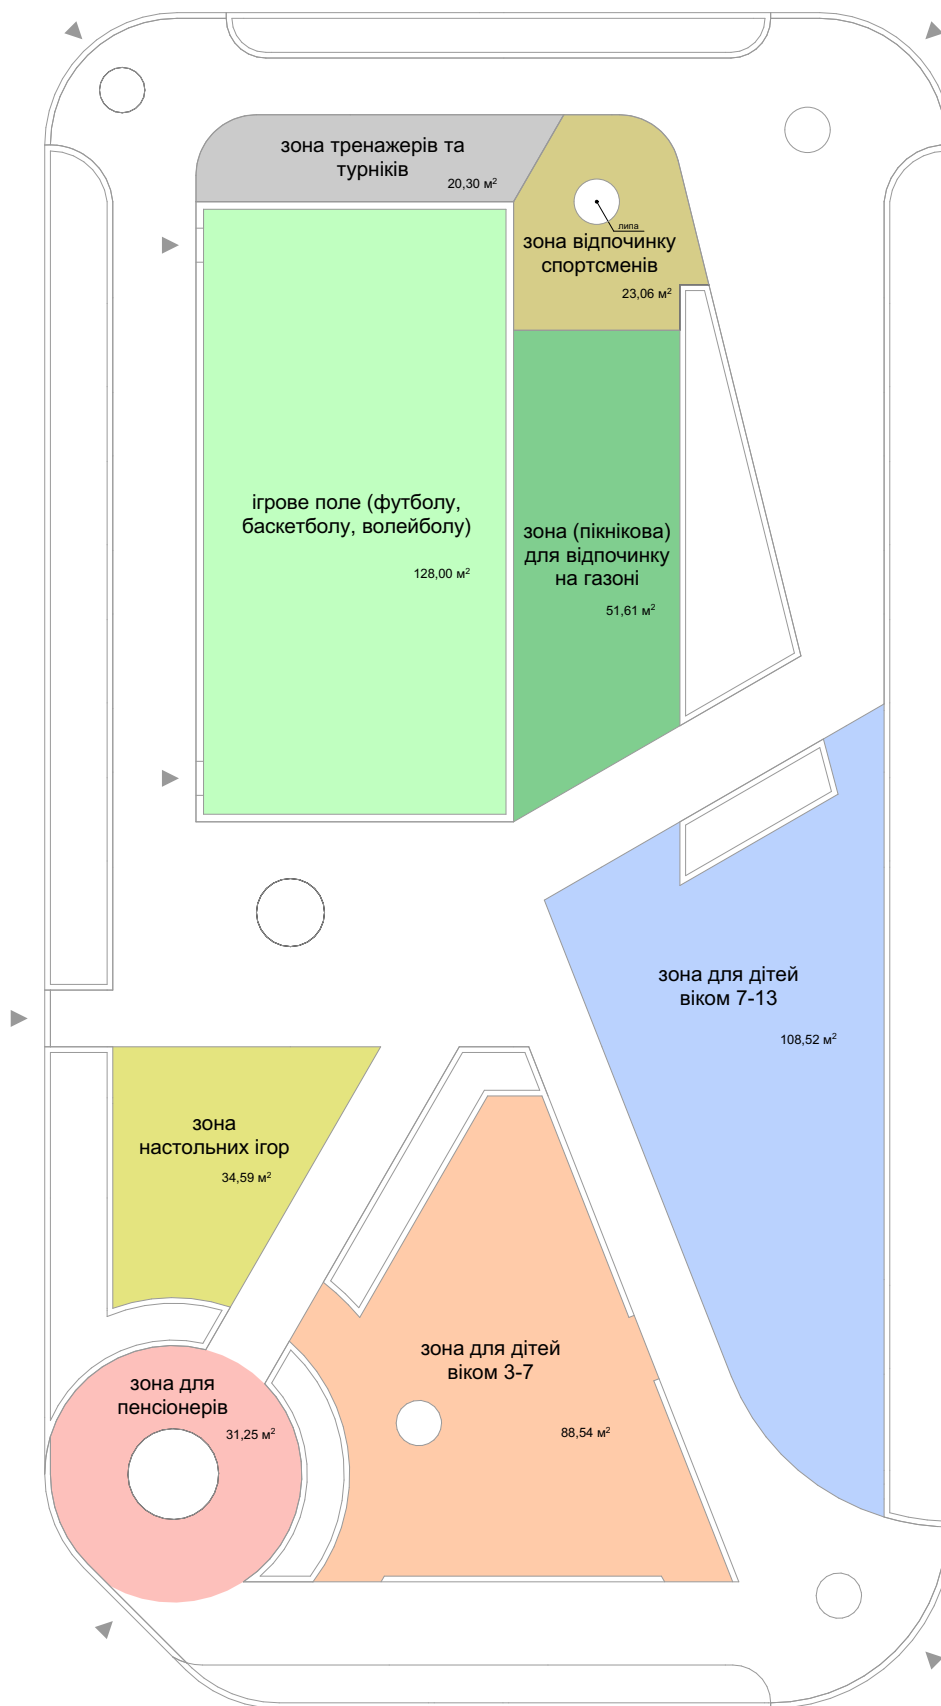 зона тренажерів та
турніків
20,30 м²
липа
зона відпочинку
спортсменів
23,06 м²
ігрове поле (футболу,
баскетболу, волейболу)
128,00 м²
зона (пікнікова)
для відпочинку
на газоні
51,61 м²
зона для дітей
віком 7-13
108,52 м²
зона
настольних ігор
34,59 м²
зона для дітей
віком 3-7
88,54 м²
зона для
пенсіонерів
31,25 м²